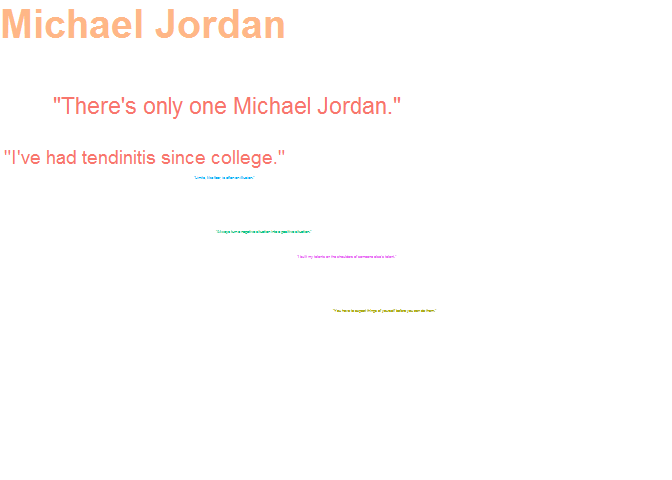 Michael Jordan
"There's only one Michael Jordan."
"I've had tendinitis since college."
"Limits, like fear, is often an illusion."
"Always turn a negative situation into a positive situation."
"I built my talents on the shoulders of someone else's talent."
"You have to expect things of yourself before you can do them."